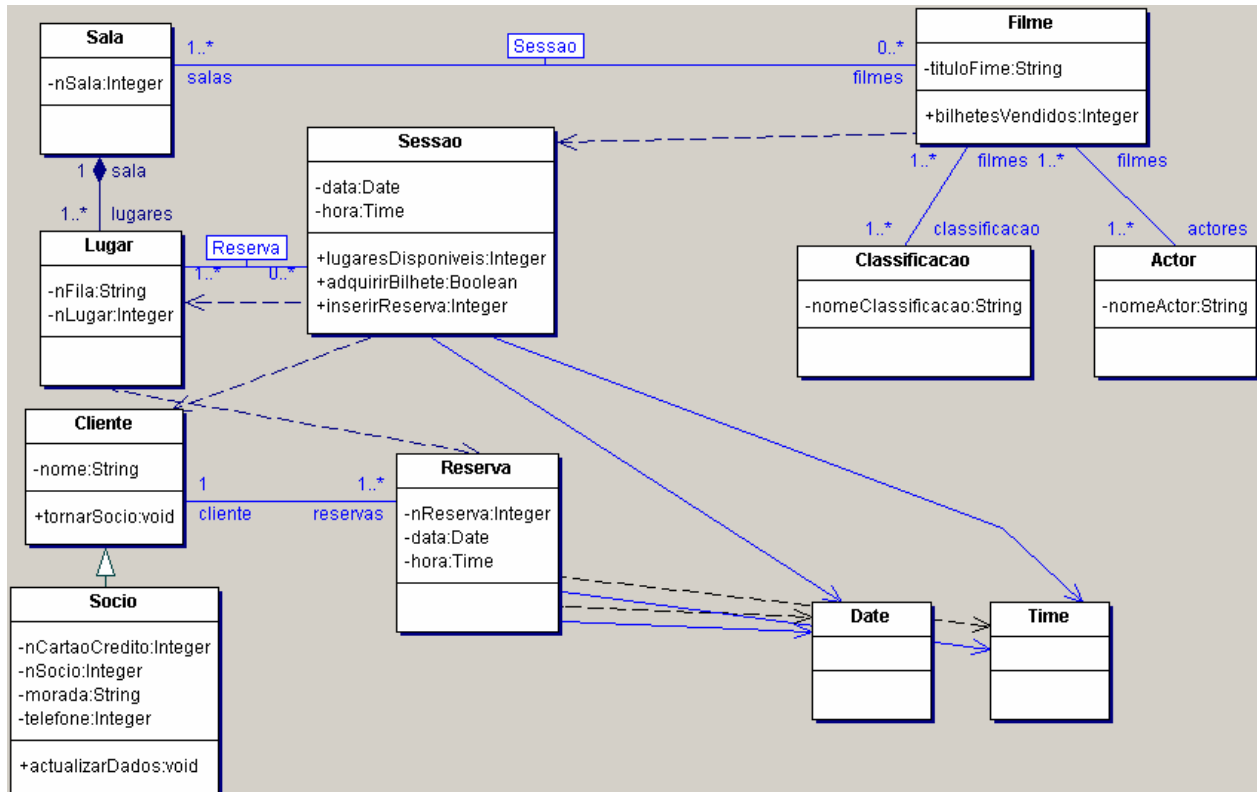 Sala
-nSala:Integer
1..*
salas
Sessao
0..*
filmes
Filme
-tituloFime:String
+bilhetesVendidos:Integer
1
sala
1..*
lugares
Sessao
-data:Date
-hora:Time
+lugaresDisponiveis:Integer
+adquirirBilhete:Boolean
+inserirReserva:Integer
1..*
filmes
1..*
filmes
1..*
classificacao
1..*
actores
Lugar
-nFila:String
-nLugar:Integer
Reserva
1..*
0..*
Classificacao
-nomeClassificacao:String
Actor
-nomeActor:String
Cliente
-nome:String
+tornarSocio:void
1
cliente
1..*
reservas
Reserva
-nReserva:Integer
-data:Date
-hora:Time
Socio
-nCartaoCredito:Integer
-nSocio:Integer
-morada:String
-telefone:Integer
+actualizarDados:void
Date
Time